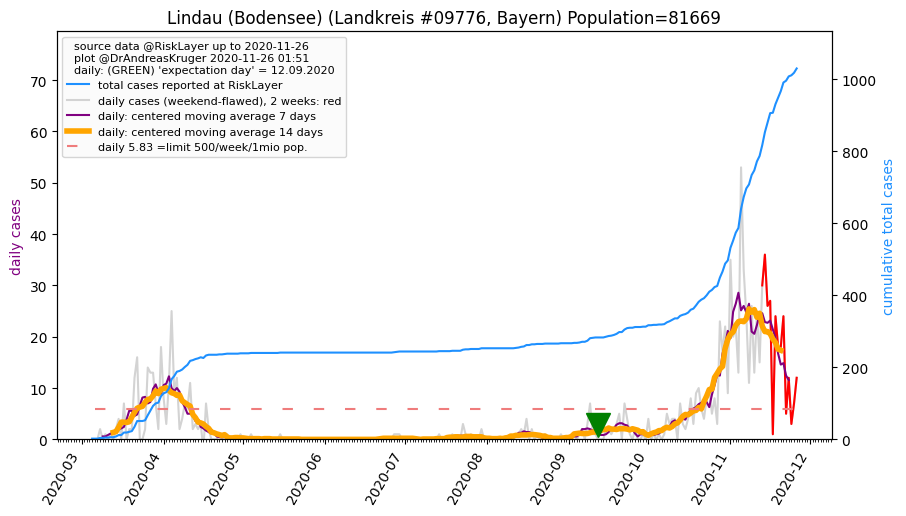 Lindau (Bodensee) (Landkreis #09776, Bayern) Population=81669
source data @RiskLayer up to 2020-11-26
plot @DrAndreasKruger 2020-11-26 01:51
daily: (GREEN) 'expectation day' = 12.09.2020
total cases reported at RiskLayer
daily cases (weekend-flawed), 2 weeks: red
daily: centered moving average 7 days
daily: centered moving average 14 days
daily 5.83 =limit 500/week/1mio pop.
daily cases
70
60
50
40
30
20
10
0
cumulative total cases
1000
800
600
400
200
0
2020-03
2020-04
2020-05
2020-06
2020-07
2020-08
2020-09
2020-10
2020-11
2020-12